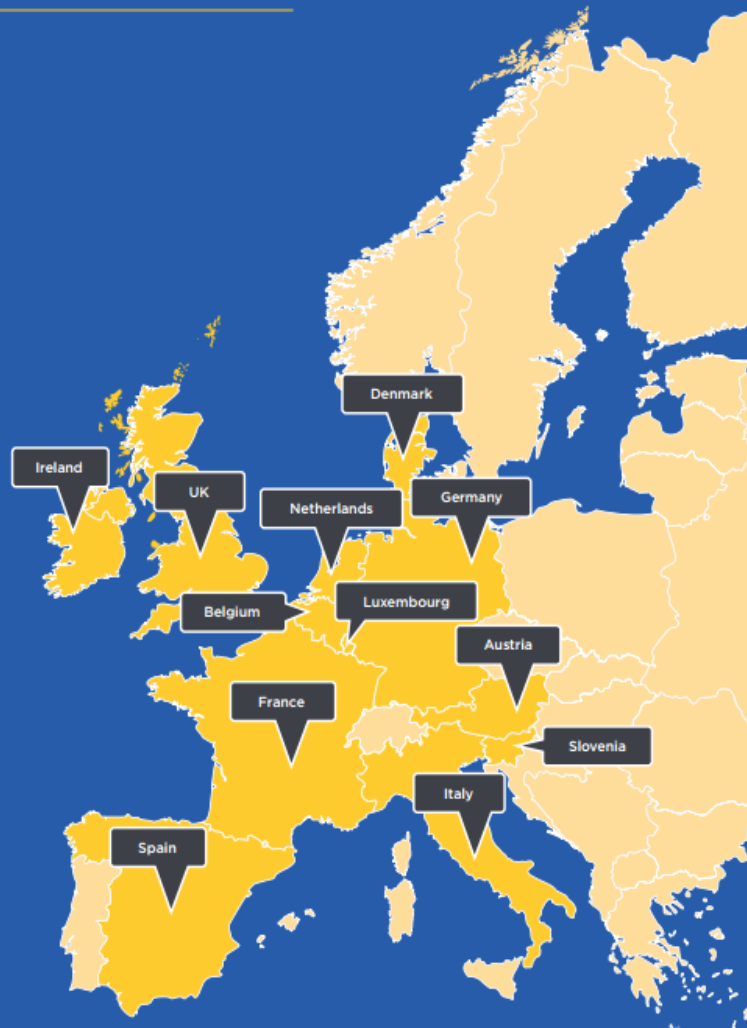 Denmark
Ireland
UK
Germany
Netherlands
Luxembourg
Belgium
Austria
France
Slovenia
Italy
Spain